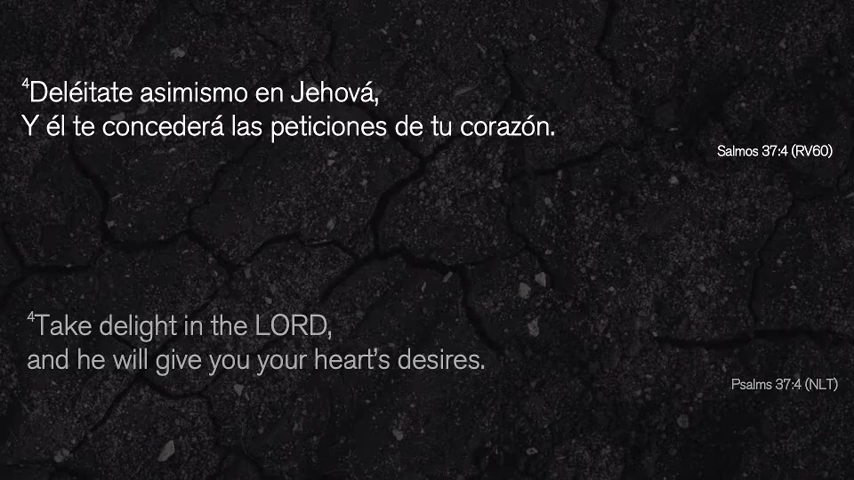 ⁴Deléitate asimismo en Jehová,
Y él te concederá las peticiones de tu corazón.
Salmos 37:4 (RV60)
⁴Take delight in the LORD,
and he will give you your heart’s desires.
Psalms 37:4 (NLT)